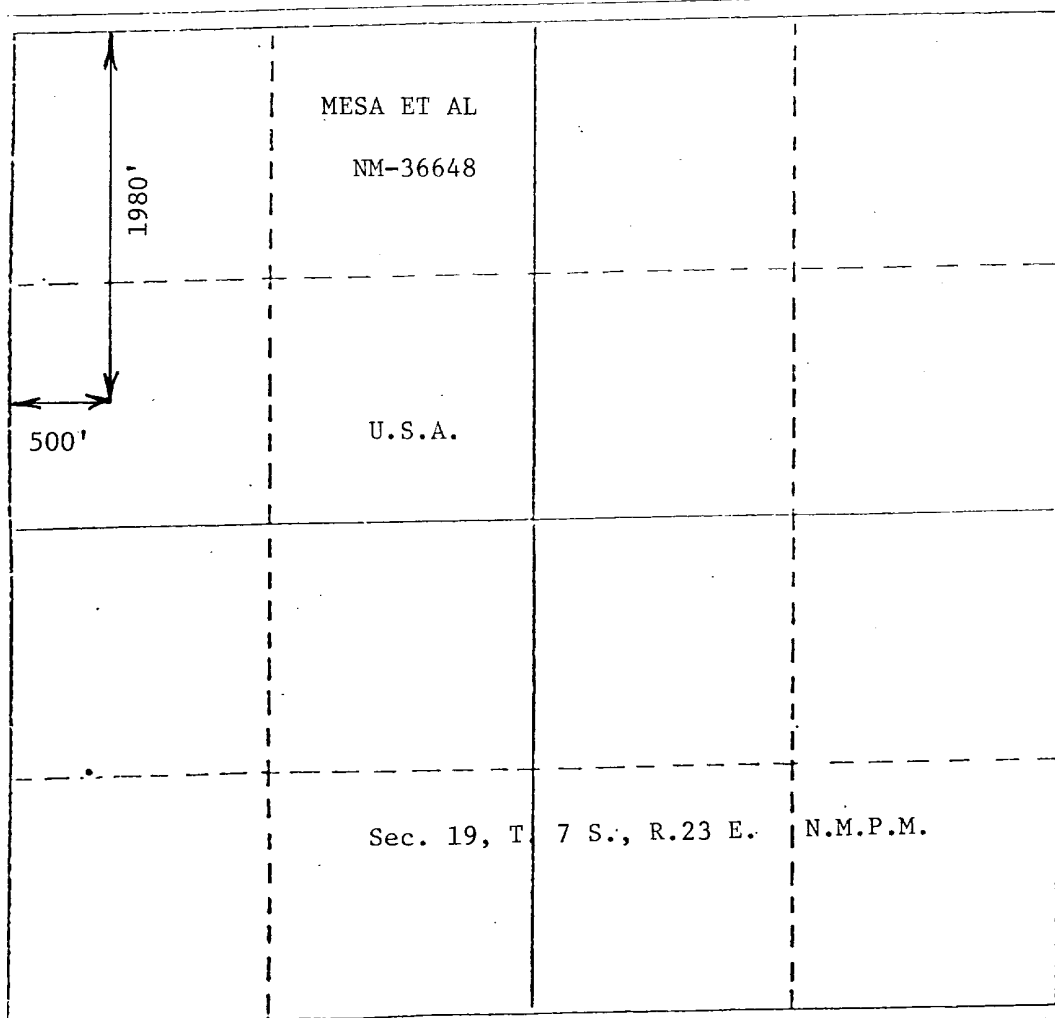 MESA ET AL
NM-36648
1980'
500'
U.S.A.
Sec. 19, T. 7 S., R.23 E. N.M.P.M.